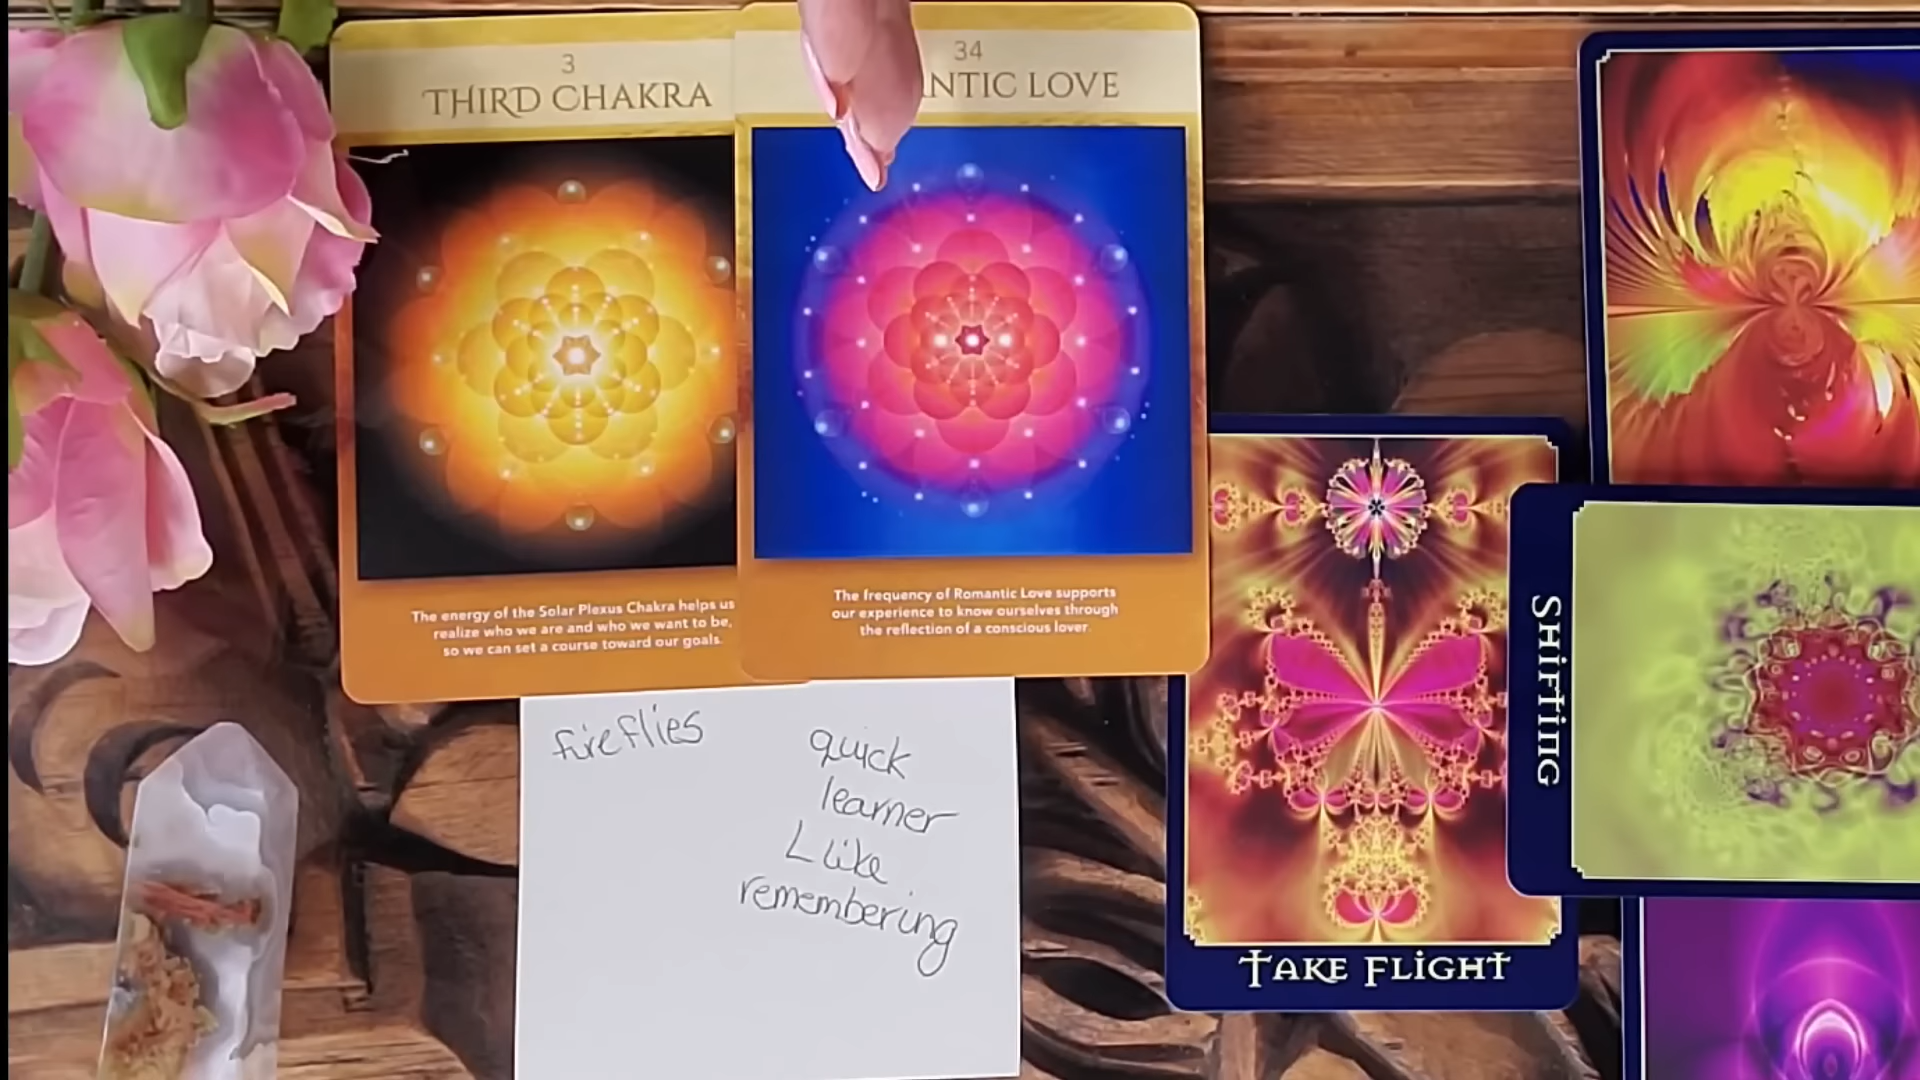 3
THIRD CHAKRA
The energy of the Solar Plexus Chakra helps us
realize who we are and who we want to be,
so we can set a course toward our goals.
34
NTIC LOVE
The frequency of Romantic Love supports
our experience to know ourselves through
the reflection of a conscious lover.
fireflies
quick
learner
L like
remembering
TAKE FLIGHT
SHIFTING